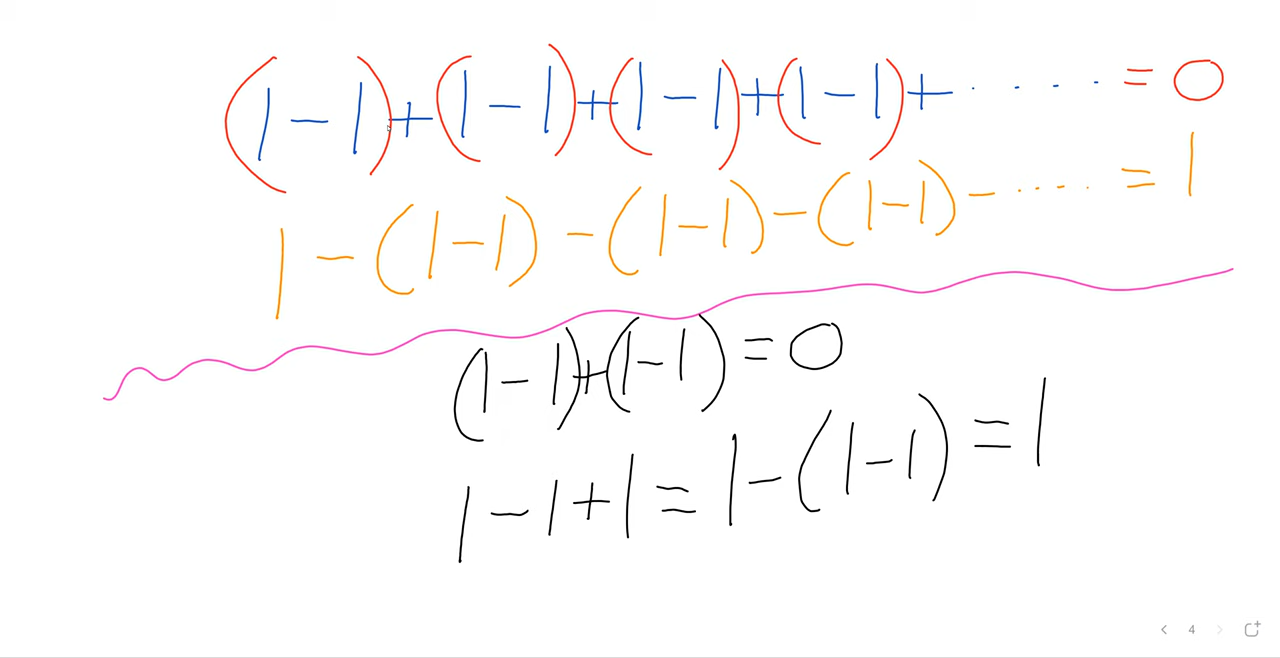 (1-1)+(1-1)+(1-1)+(1-1)+ . . . . . = 0
1-(1-1)-(1-1)-(1-1)- ..... = 1
(1-1)+(1-1) = 0
1-1+1 = 1-(1-1) = 1
4